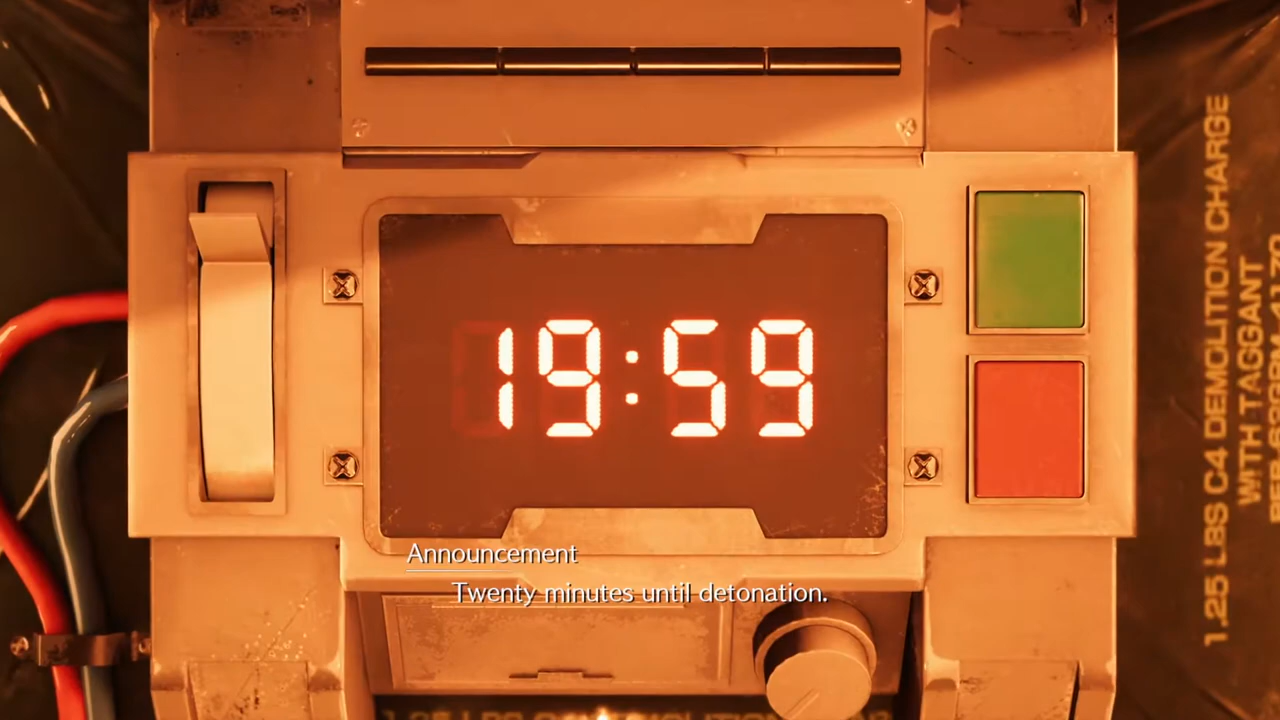 19:59
Announcement
Twenty minutes until detonation.
1.25 LBS C4 DEMOLITION CHARGE
WITH TAGGANT